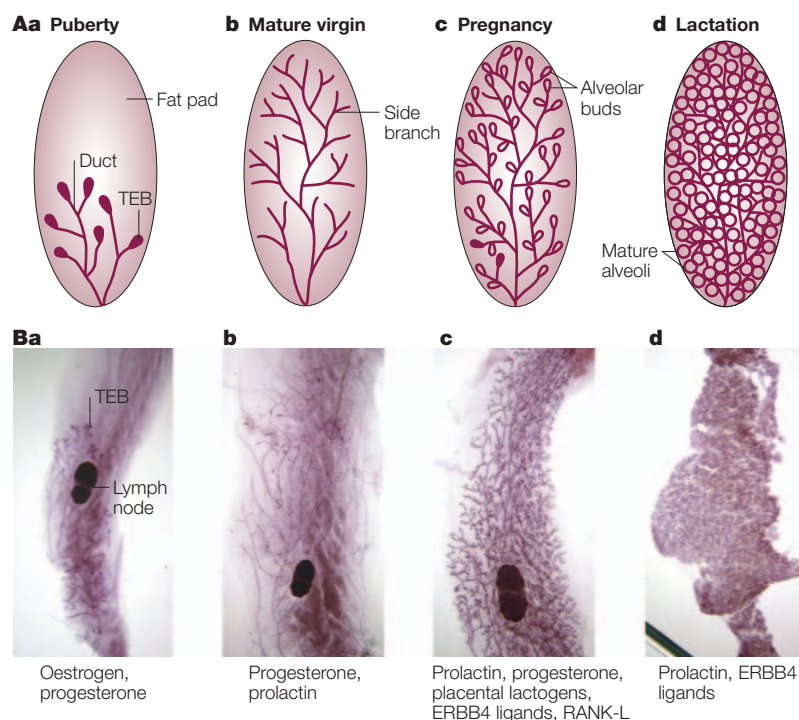 Aa Puberty
b Mature virgin
c Pregnancy
d Lactation
Fat pad
Duct
TEB
Side
branch
Alveolar
buds
Mature
alveoli
Ba
b
c
d
TEB
Lymph
node
Oestrogen,
progesterone
Progesterone,
prolactin
Prolactin, progesterone,
placental lactogens,
ERBB4 ligands, RANK-L
Prolactin, ERBB4
ligands